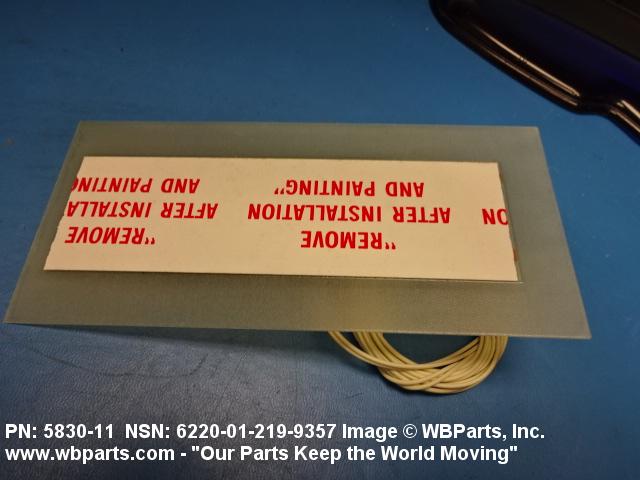 "REMOVE "REMOVE
ON AFTER INSTALLATION AFTER INSTALLA
AND PAINTING" AND PAINTING
PN: 5830-11 NSN: 6220-01-219-9357 Image © WBParts, Inc.
www.wbparts.com - "Our Parts Keep the World Moving"